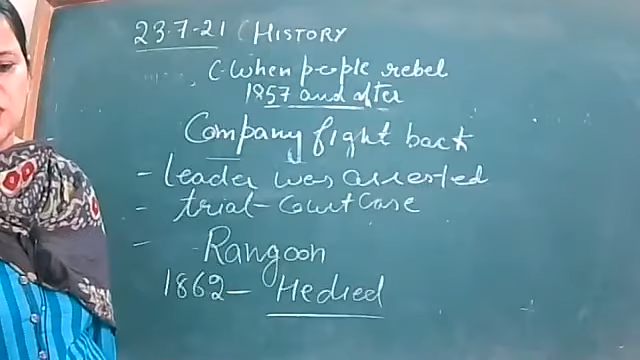 23.7-21 (HISTORY
C-When people rebel
1857 and after
Company fight back
- leader was arrested
- trial - Court Case
- Rangoon
1862 - He died